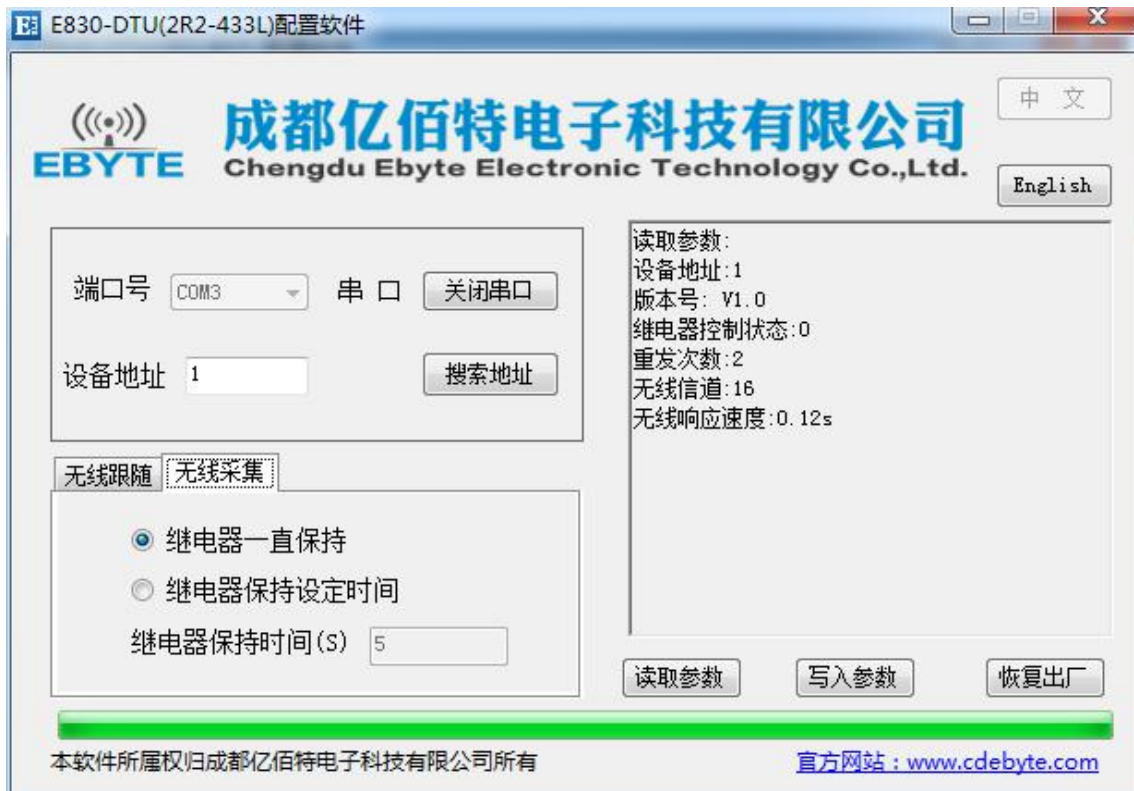 E830-DTU(2R2-433L)配置软件
EBYTE
成都亿佰特电子科技有限公司
Chengdu Ebyte Electronic Technology Co.,Ltd.
中 文
English
端口号 COM3 串 口 关闭串口
设备地址 1 搜索地址
无线跟随 无线采集
继电器一直保持
继电器保持设定时间
继电器保持时间(S) 5
读取参数:
设备地址:1
版本号: V1.0
继电器控制状态:0
重发次数:2
无线信道:16
无线响应速度:0.12s
读取参数 写入参数 恢复出厂
本软件所属权归成都亿佰特电子科技有限公司所有
官方网站：www.cdebyte.com